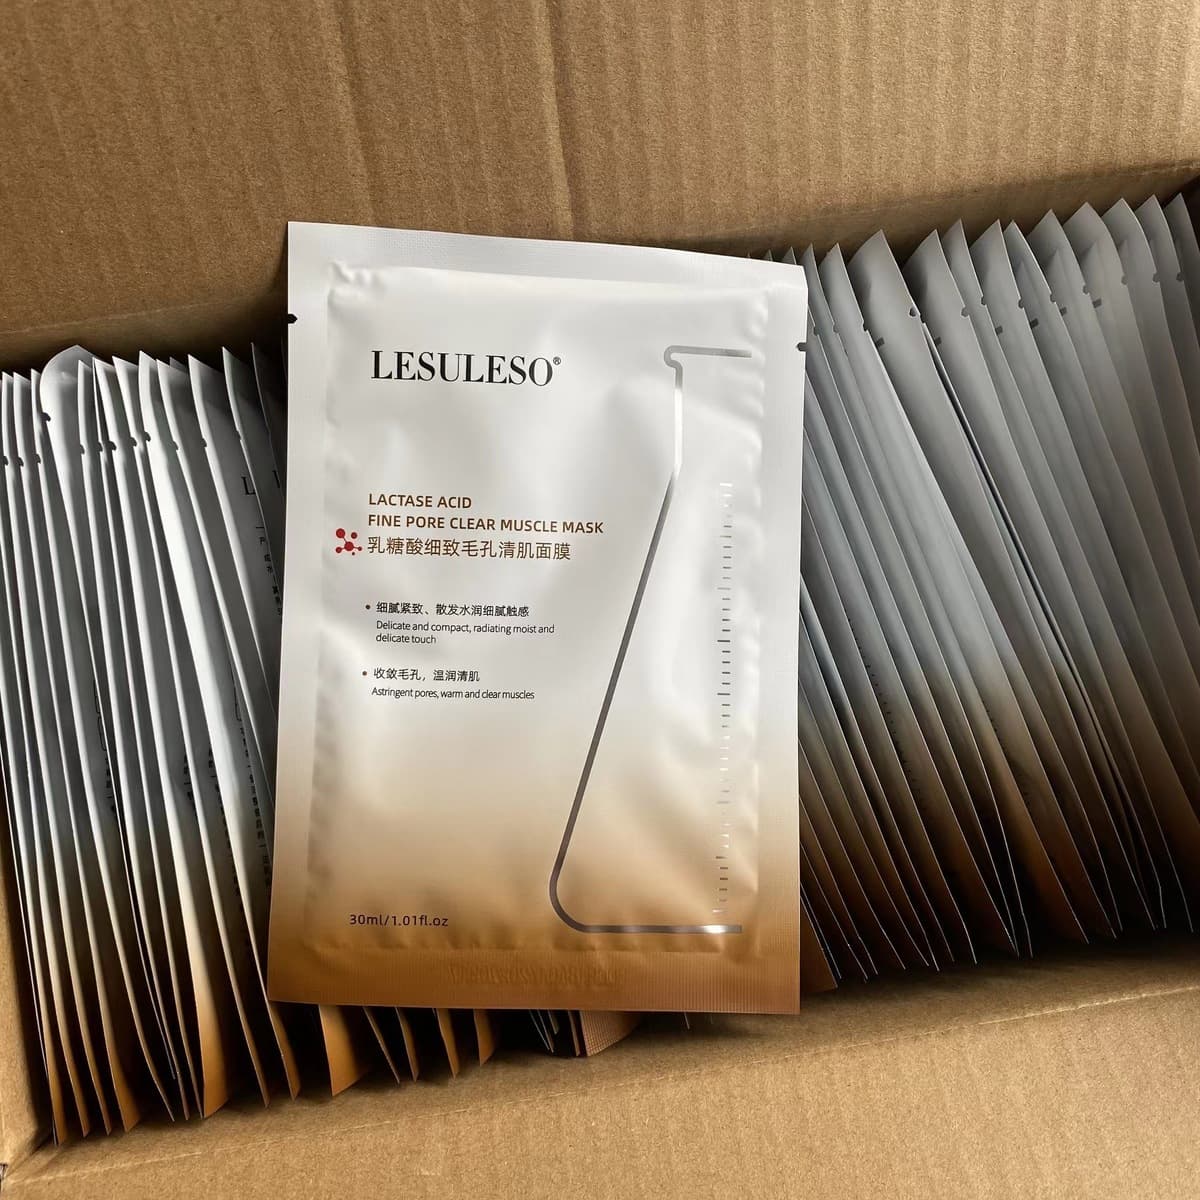 LESULESO®
LACTASE ACID
FINE PORE CLEAR MUSCLE MASK
乳糖酸细致毛孔清肌面膜
• 细腻紧致、散发水润细腻触感
Delicate and compact, radiating moist and
delicate touch
• 收敛毛孔，温润清肌
Astringent pores, warm and clear muscles
30ml/1.01fl.oz